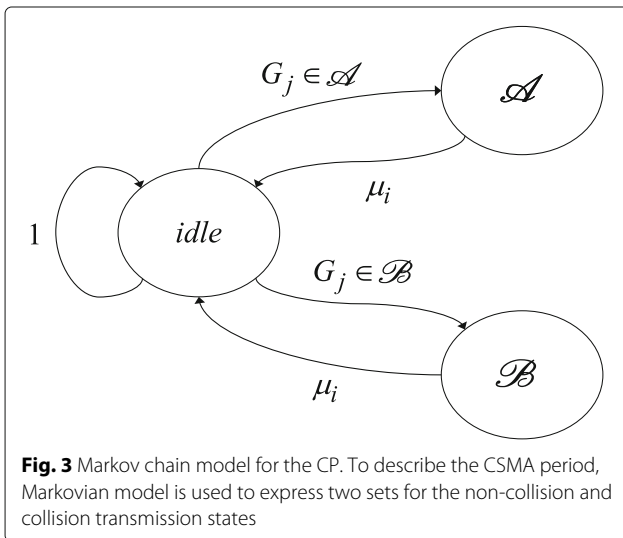 G_j ∈ 𝒜
𝒜
μ_i
1
idle
G_j ∈ ℬ
ℬ
μ_i
Fig. 3 Markov chain model for the CP. To describe the CSMA period,
Markovian model is used to express two sets for the non-collision and
collision transmission states